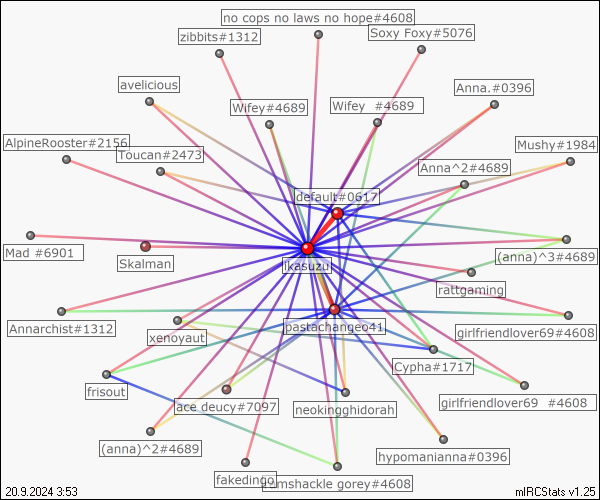 no cops no laws no hope#4608
zibbits#1312
Soxy Foxy#5076
avelicious
Anna.#0396
Wifey#4689
Wifey #4689
AlpineRooster#2156
Toucan#2473
Mushy#1984
Anna^2#4689
default#0617
Mad #6901
Skalman
ikasuzu
(anna)^3#4689
rattgaming
Annarchist#1312
pastachangeo41
girlfriendlover69#4608
xenoyaut
Cypha#1717
frisout
ace deucy#7097
neokingghidorah
girlfriendlover69 #4608
(anna)^2#4689
hypomanianna#0396
fakedingo
ramshackle gorey#4608
20.9.2024 3:53
mIRCStats v1.25